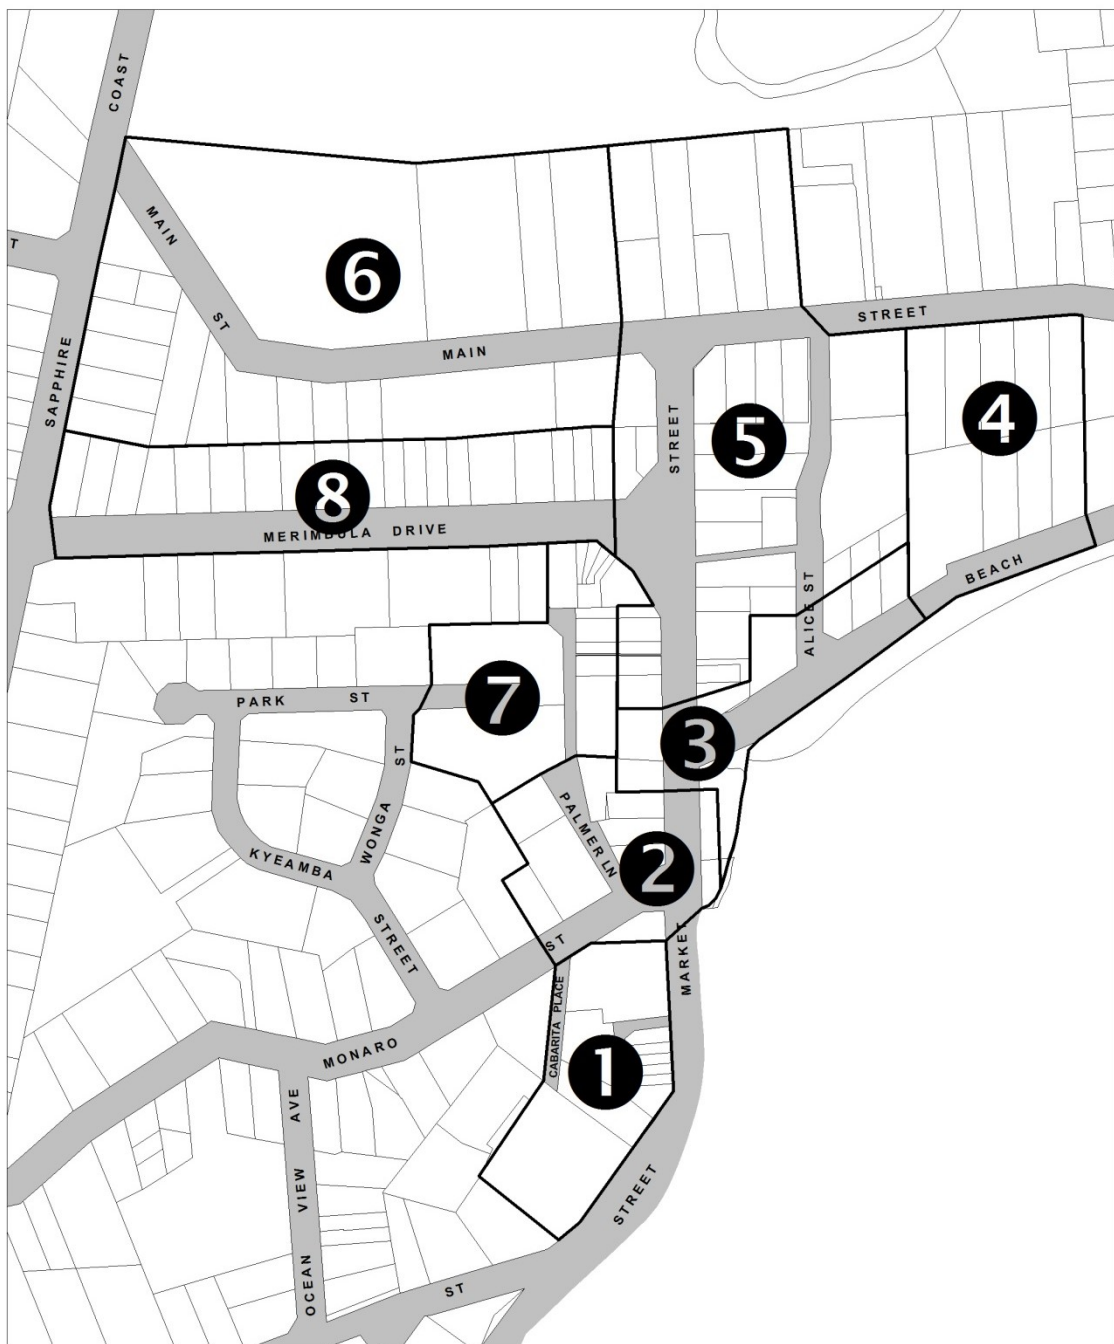 COAST
MAIN
ST
T
6
STREET
MAIN
SAPPHIRE
STREET
5
4
8
MERIMBULA DRIVE
BEACH
ALICE ST
PARK ST
7
3
ST
WONGA
PALMER LN
2
KYEAMBA
STREET
ST
MARKET
CABARITA PLACE
MONARO
1
AVE
VIEW
OCEAN
STREET
ST